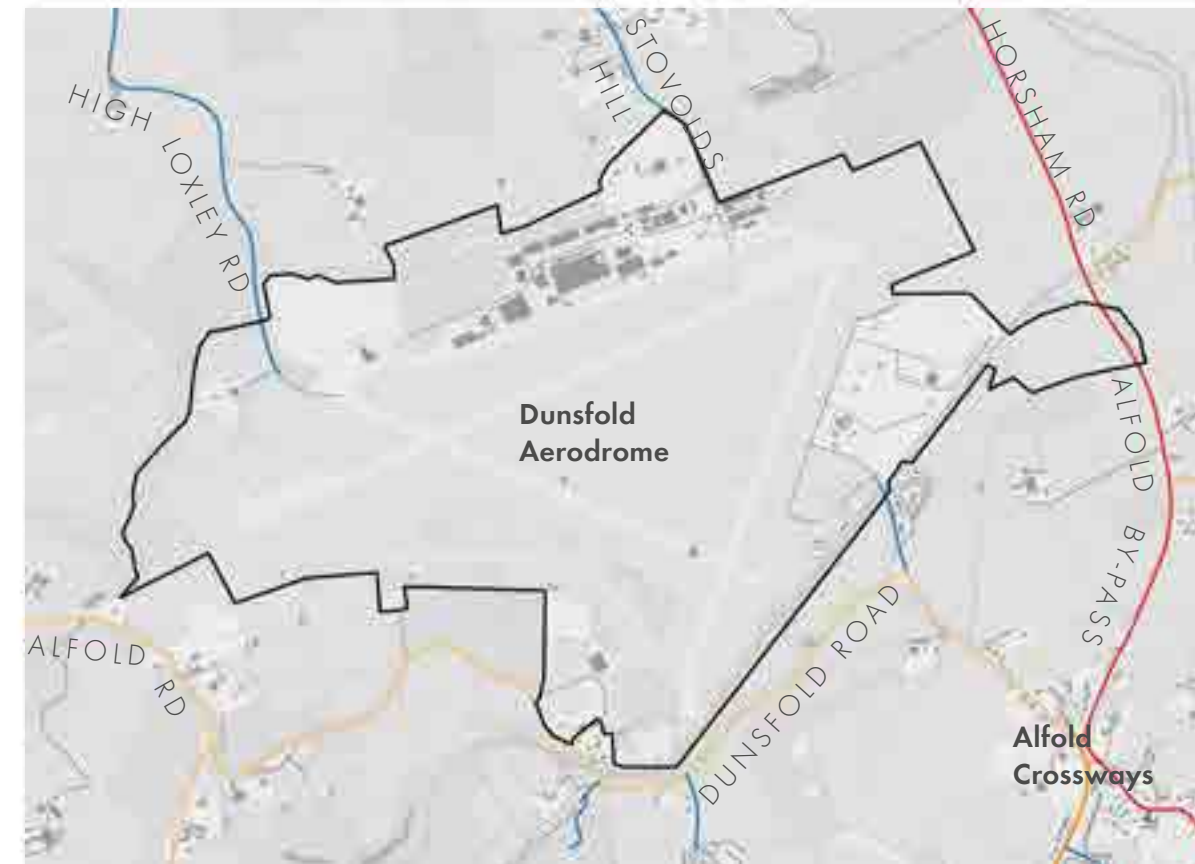 STOVOLDS
HILL
HORSHAM RD
HIGH LOXLEY RD
Dunsfold
Aerodrome
ALFOLD BY-PASS
ALFOLD RD
DUNSFOLD ROAD
Alfold
Crossways